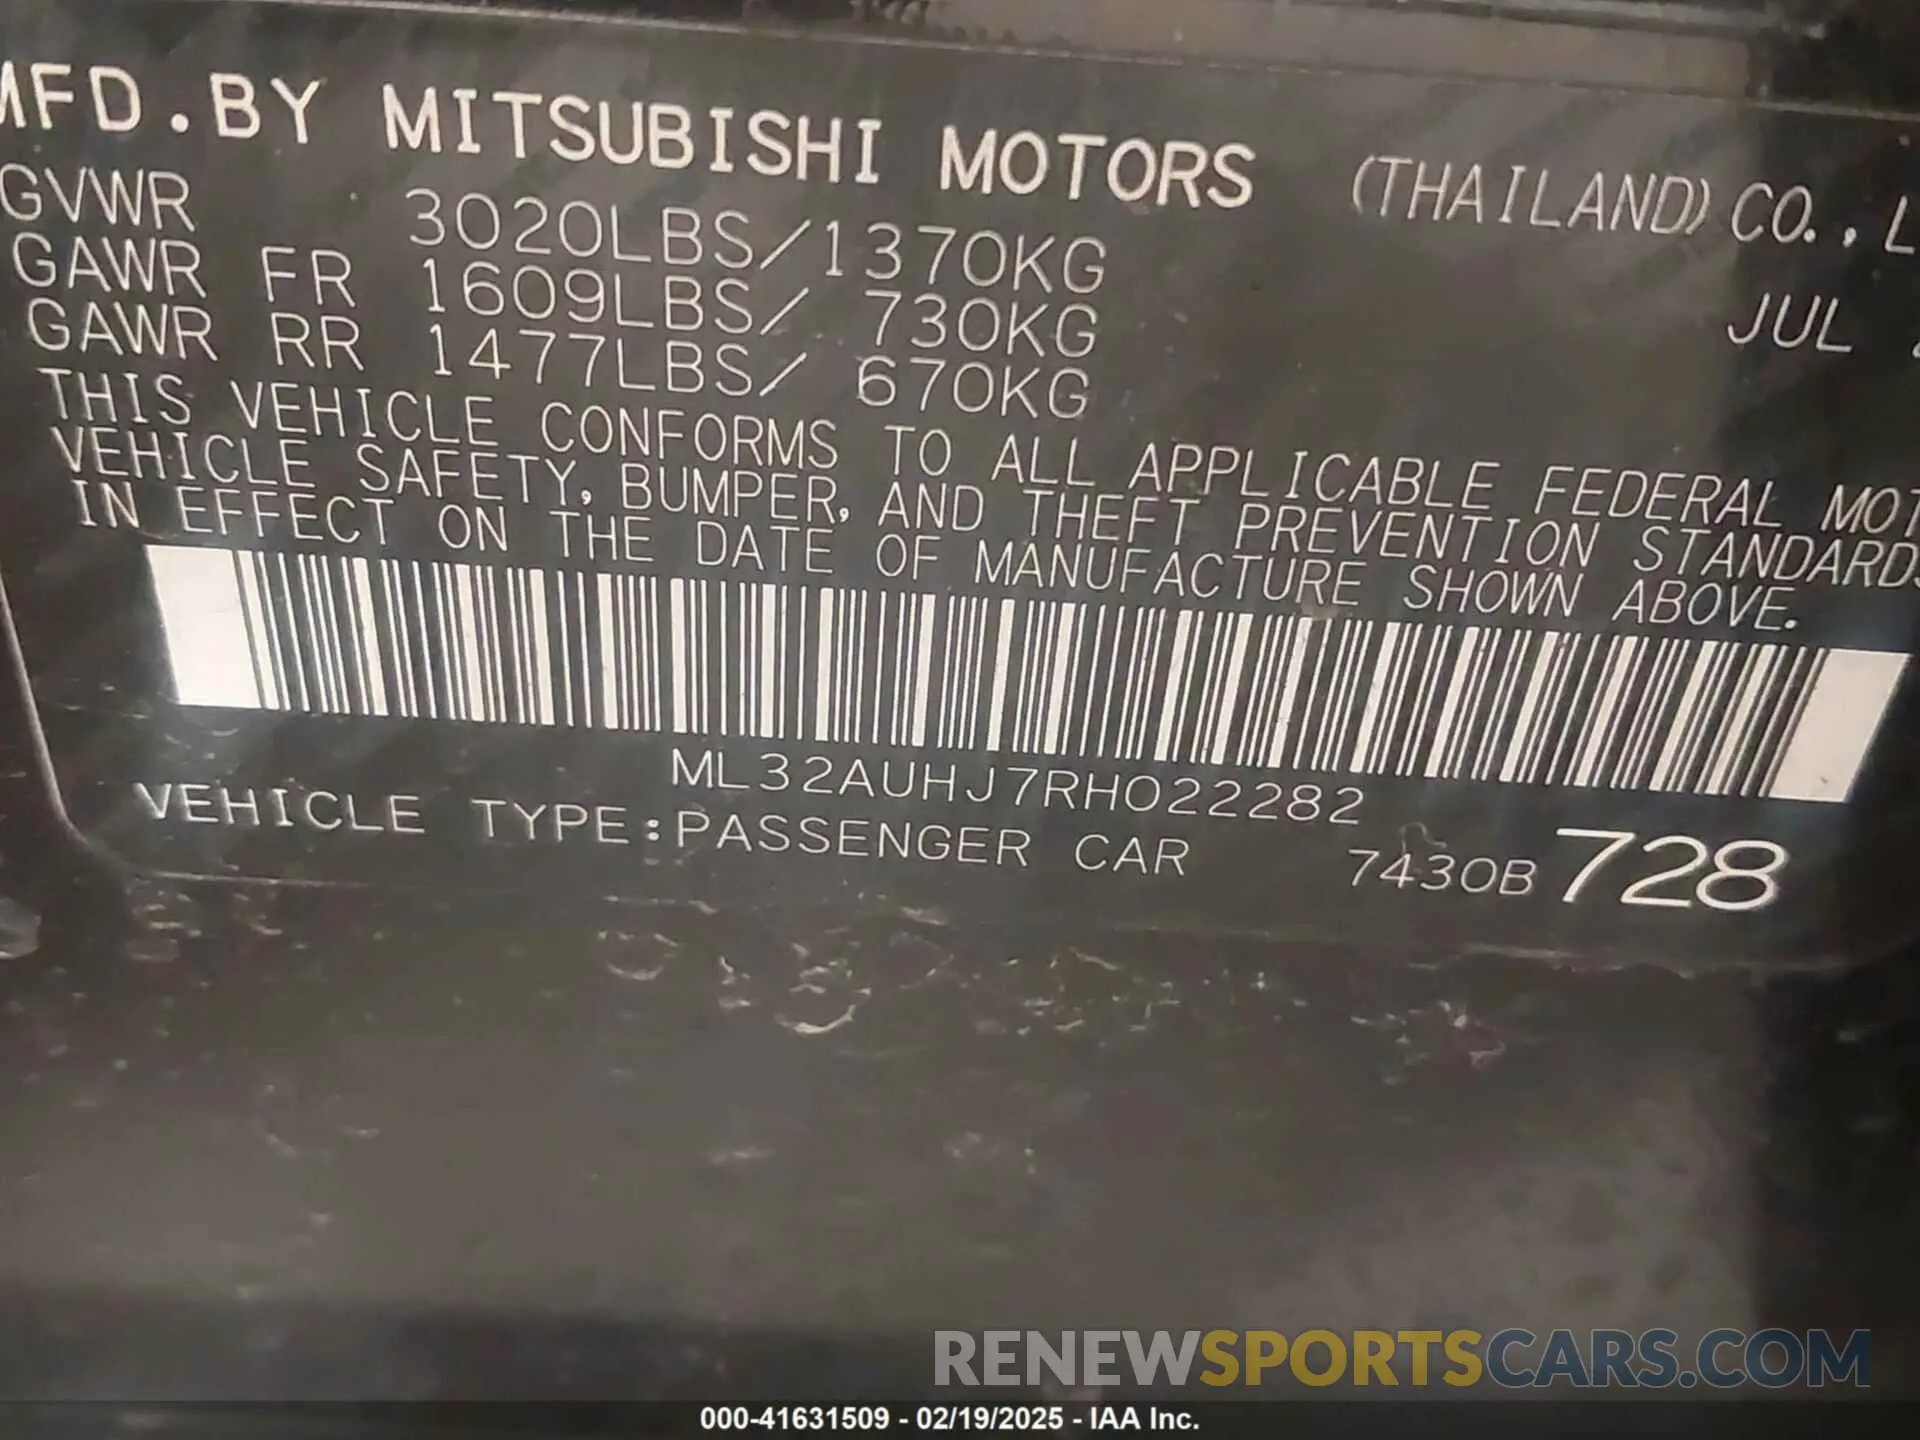 MFD.BY MITSUBISHI MOTORS (THAILAND) CO., L
GVWR 3020LBS/1370KG
GAWR FR 1609LBS/ 730KG JUL
GAWR RR 1477LBS/ 670KG
THIS VEHICLE CONFORMS TO ALL APPLICABLE FEDERAL MOT
VEHICLE SAFETY, BUMPER, AND THEFT PREVENTION STANDARDS
IN EFFECT ON THE DATE OF MANUFACTURE SHOWN ABOVE.
ML32AUHJ7RH022282
VEHICLE TYPE:PASSENGER CAR 7430B 728
RENEWSPORTSCARS.COM
000-41631509 - 02/19/2025 - IAA Inc.